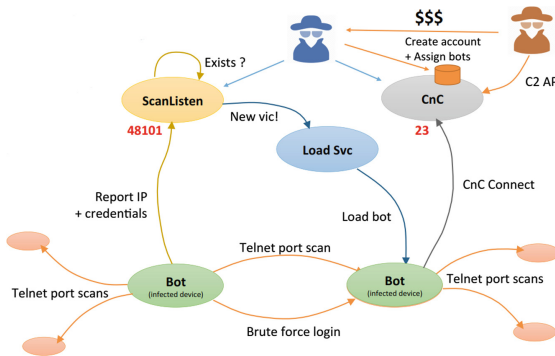 $$$
Exists ?
Create account
+ Assign bots
C2 AP
ScanListen
CnC
48101
New vic!
23
Load Svc
Report IP
+ credentials
CnC Connect
Load bot
Telnet port scan
Telnet port scans
Bot
(infected device)
Bot
(infected device)
Telnet port scans
Brute force login